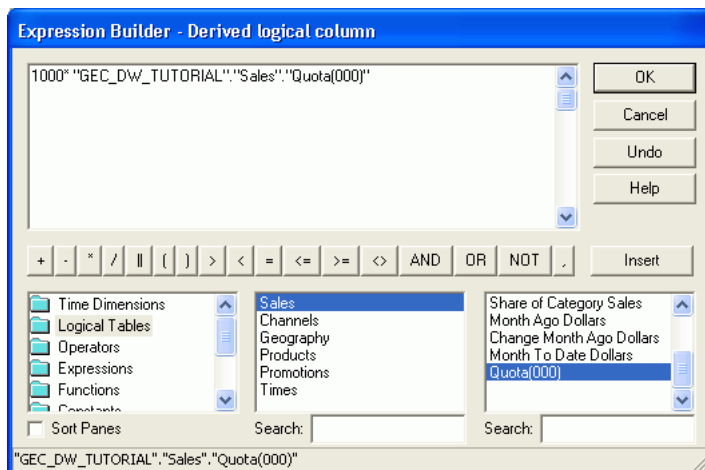 Expression Builder - Derived logical column
1000* "GEC_DW_TUTORIAL"."Sales"."Quota(000)"
OK
Cancel
Undo
Help
+ - * / || ( ) > < = <= >= <> AND OR NOT , Insert
Time Dimensions
Logical Tables
Operators
Expressions
Functions
Constants
Sales
Channels
Geography
Products
Promotions
Times
Share of Category Sales
Month Ago Dollars
Change Month Ago Dollars
Month To Date Dollars
Quota(000)
Sort Panes
Search:
Search:
"GEC_DW_TUTORIAL"."Sales"."Quota(000)"